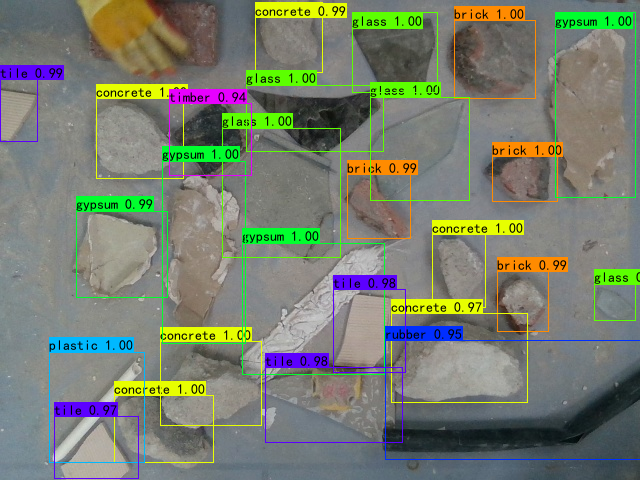 concrete 0.99
brick 1.00
glass 1.00
gypsum 1.00
tile 0.99
glass 1.00
concrete 1.00
timber 0.94
glass 1.00
glass 1.00
gypsum 1.00
brick 1.00
brick 0.99
gypsum 0.99
concrete 1.00
gypsum 1.00
brick 0.99
tile 0.98
glass
concrete 0.97
concrete 1.00
rubber 0.95
plastic 1.00
tile 0.98
concrete 1.00
tile 0.97